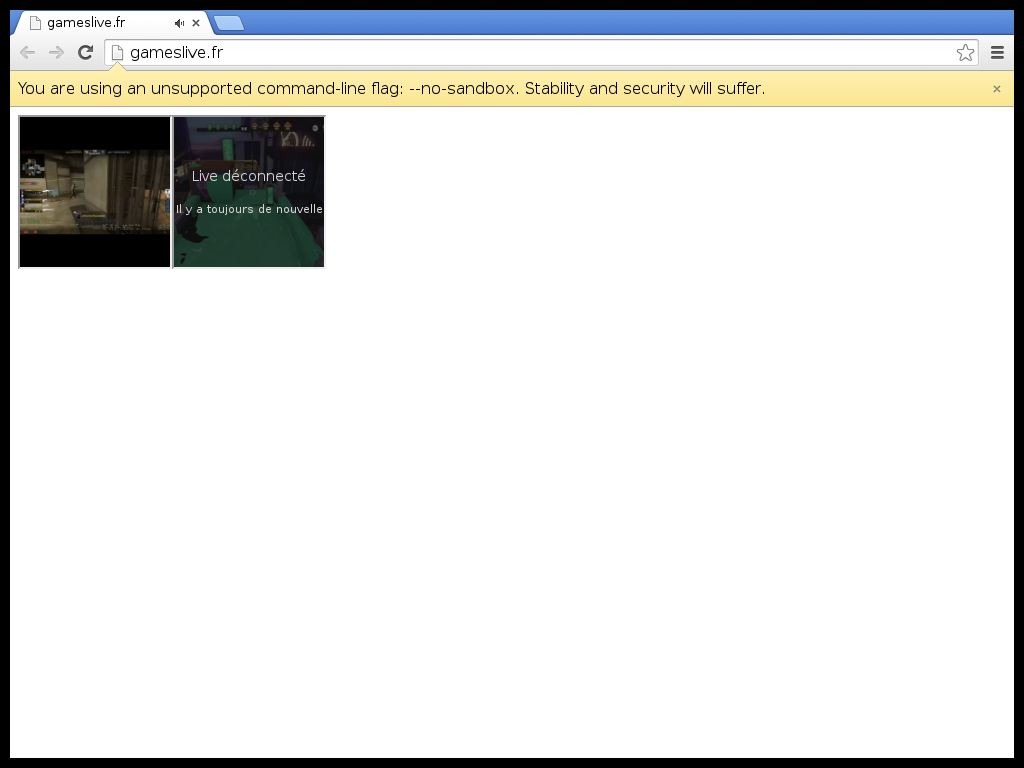 gameslive.fr
gameslive.fr
You are using an unsupported command-line flag: --no-sandbox. Stability and security will suffer.
Live déconnecté
Il y a toujours de nouvelle